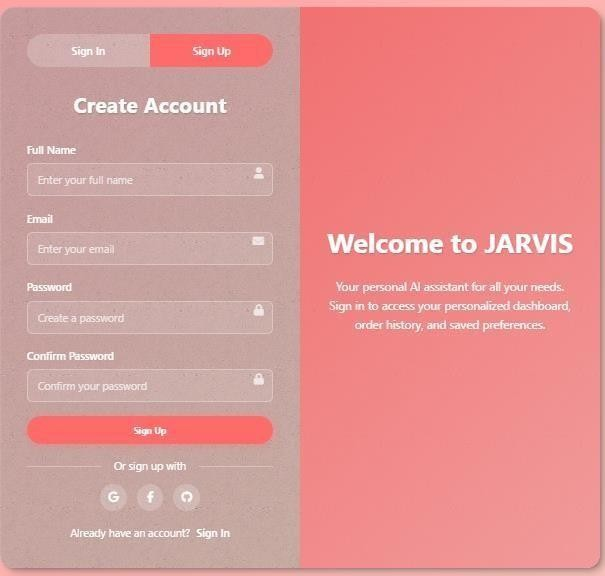 Sign In
Sign Up
Create Account
Full Name
Enter your full name
Email
Enter your email
Password
Create a password
Confirm Password
Confirm your password
Sign Up
Or sign up with
G f
Already have an account? Sign In
Welcome to JARVIS
Your personal AI assistant for all your needs.
Sign in to access your personalized dashboard,
order history, and saved preferences.